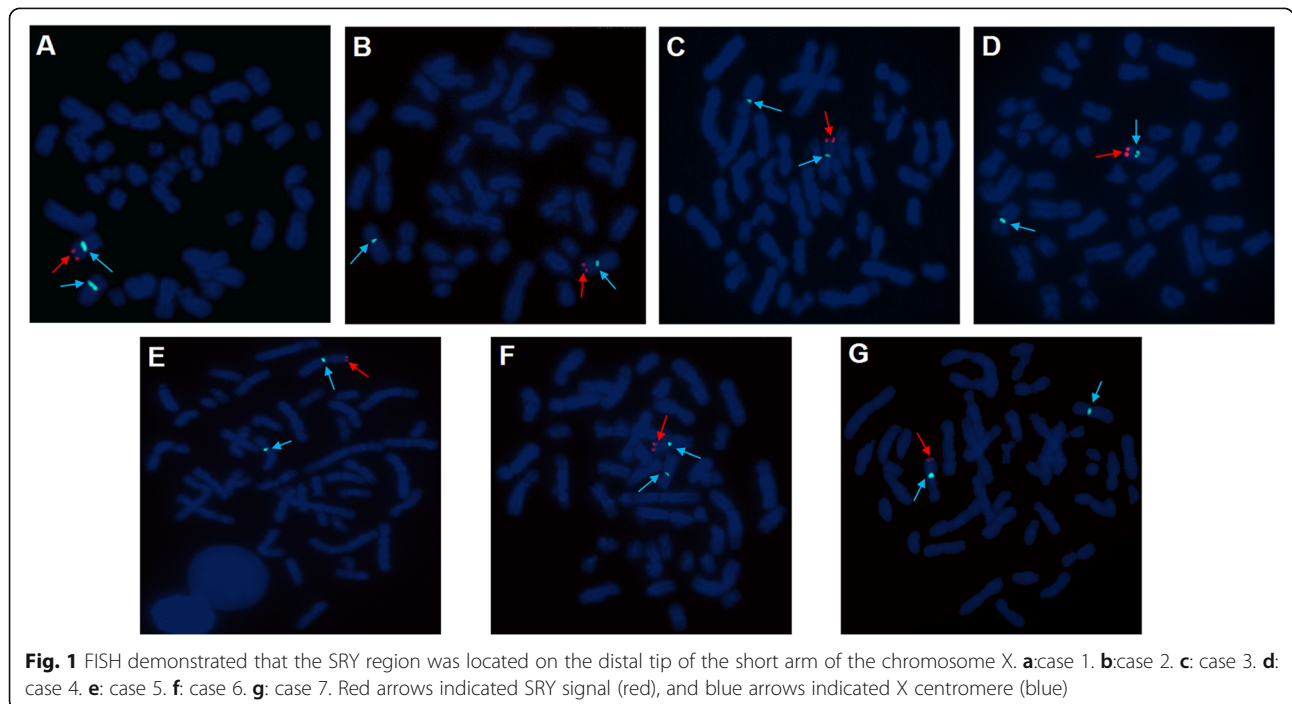 A
B
C
D
E
F
G
Fig. 1 FISH demonstrated that the SRY region was located on the distal tip of the short arm of the chromosome X. a:case 1. b:case 2. c: case 3. d:
case 4. e: case 5. f: case 6. g: case 7. Red arrows indicated SRY signal (red), and blue arrows indicated X centromere (blue)